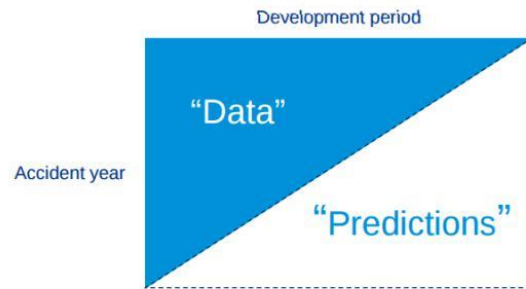 Development period
“Data”
Accident year
“Predictions”